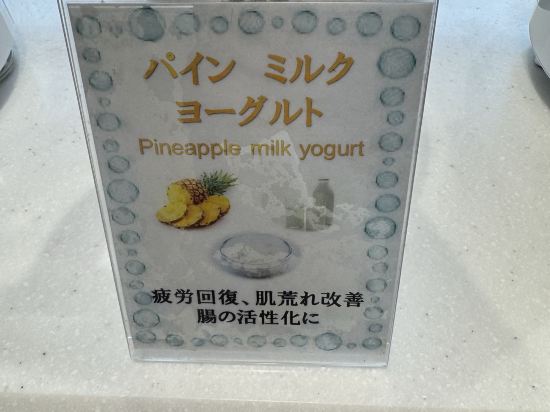 パイン ミルク
ヨーグルト
Pineapple milk yogurt
疲労回復、肌荒れ改善
腸の活性化に